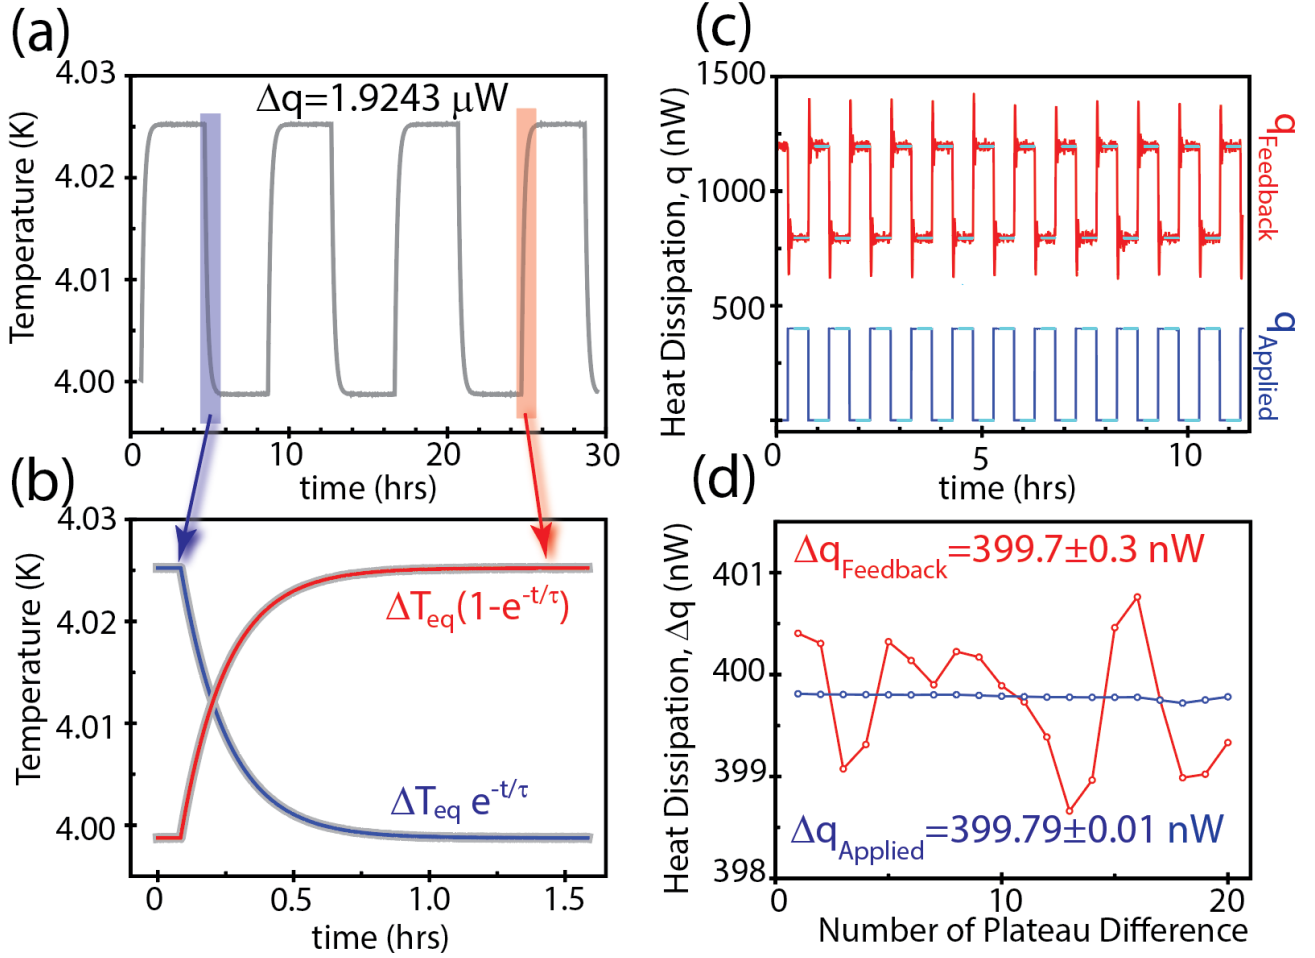 (a)
4.03
4.02
4.01
4.00
Temperature (K)
Δq=1.9243 μW
0
10
20
30
time (hrs)
(b)
4.03
4.02
4.01
4.00
Temperature (K)
ΔTeq(1-e-t/τ)
ΔTeq e-t/τ
0
0.5
1.0
1.5
time (hrs)
(c)
1500
1000
500
0
Heat Dissipation, q (nW)
qFeedback
qApplied
0
5
10
time (hrs)
(d)
401
400
399
398
Heat Dissipation, Δq (nW)
ΔqFeedback=399.7±0.3 nW
ΔqApplied=399.79±0.01 nW
0
10
20
Number of Plateau Difference